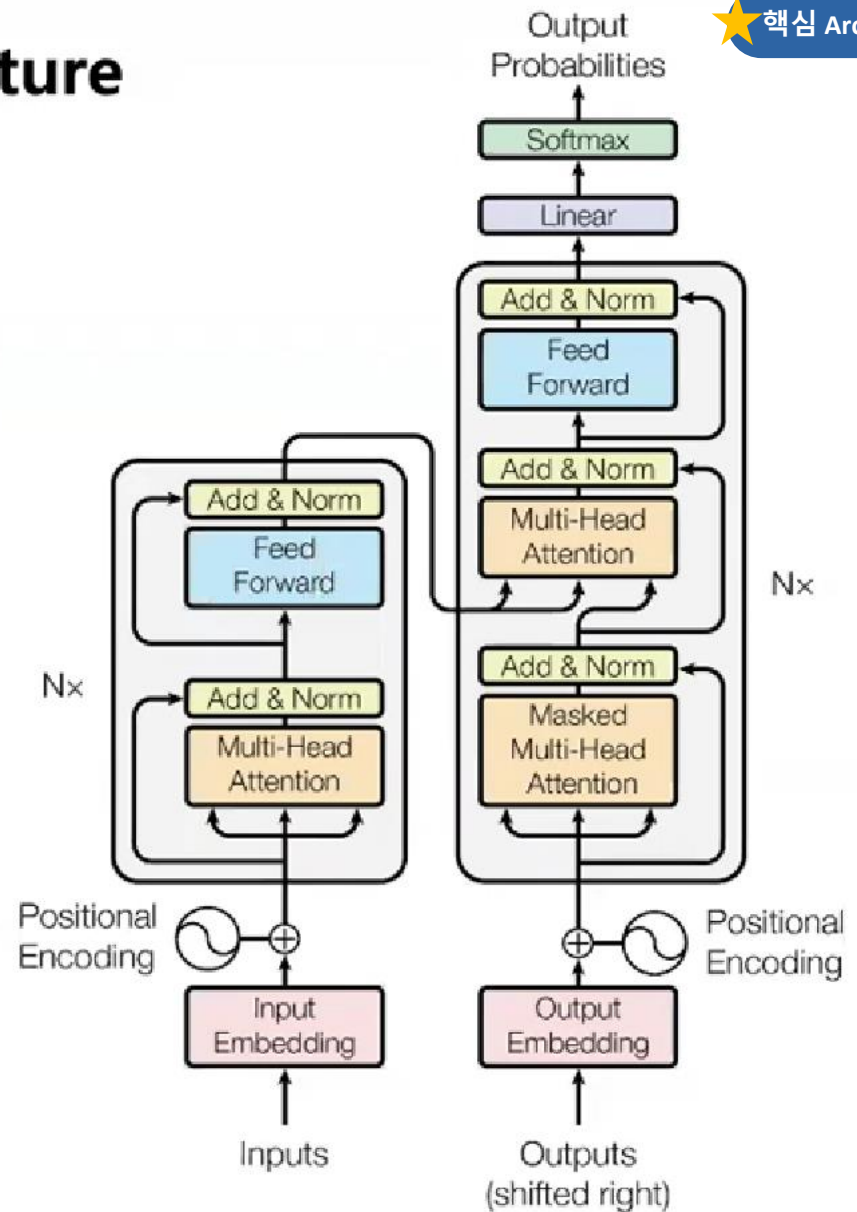 ture
핵심 Arc
Output
Probabilities
Softmax
Linear
Add & Norm
Feed
Forward
Add & Norm
Multi-Head
Attention
Nx
Add & Norm
Masked
Multi-Head
Attention
Add & Norm
Feed
Forward
Nx
Add & Norm
Multi-Head
Attention
Positional
Encoding
Positional
Encoding
Input
Embedding
Output
Embedding
Inputs
Outputs
(shifted right)